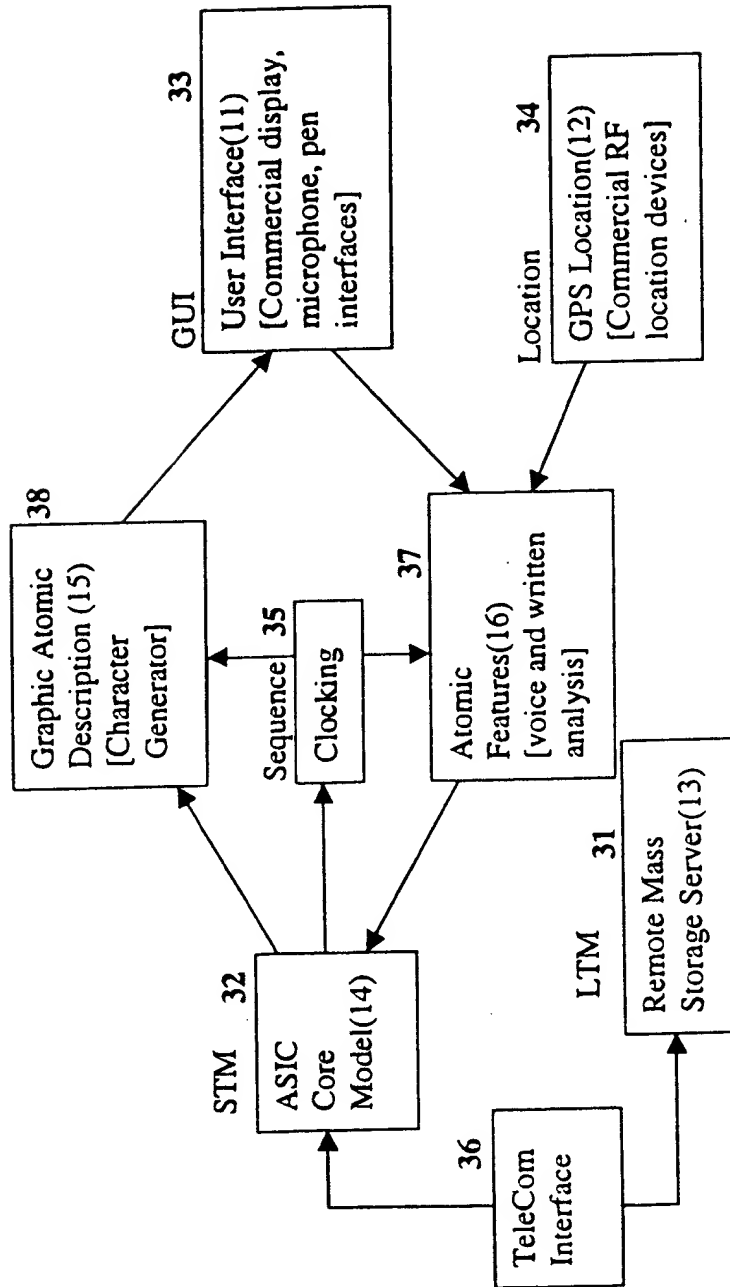 Graphic Atomic
Description (15)
[Character
Generator]
38
GUI
33
User Interface(11)
[Commercial display,
microphone, pen
interfaces]
STM
32
ASIC
Core
Model(14)
Sequence
35
Clocking
Location
34
GPS Location(12)
[Commercial RF
location devices]
37
Atomic
Features(16)
[voice and written
analysis]
36
TeleCom
Interface
LTM
31
Remote Mass
Storage Server(13)